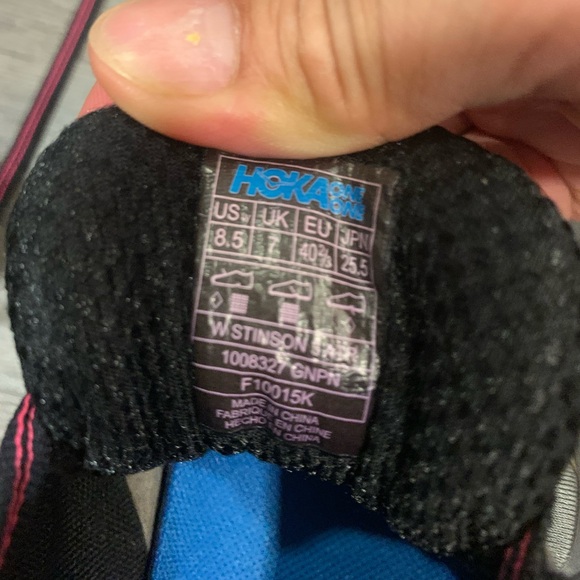 HOKA ONE ONE
US W UK EU JPN
8.5 7 40⅔ 25.5
W STINSON
1008327 GNPN
F10015K
MADE IN CHINA
FABRIQUÉ EN CHINE
HECHO EN CHINE